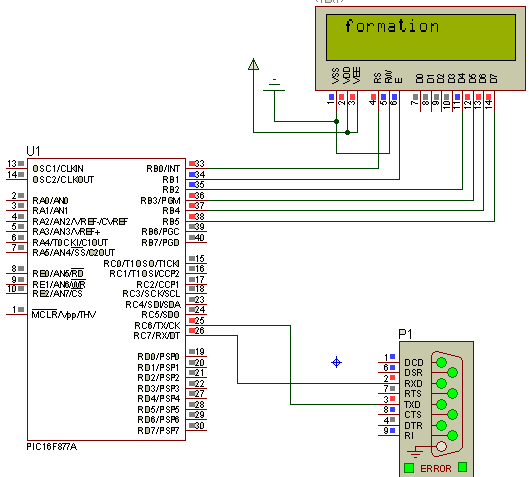 formation
VSS
VDD
VEE
RS
RW
E
D0
D1
D2
D3
D4
D5
D6
D7
1
2
3
4
5
6
7
8
9
10
11
12
13
14
U1
13 OSC1/CLKIN RB0/INT 33
14 OSC2/CLKOUT RB1 34
RB2 35
2 RA0/AN0 RB3/PGM 36
3 RA1/AN1 RB4 37
4 RA2/AN2/VREF-/CVREF RB5 38
5 RA3/AN3/VREF+ RB6/PGC 39
6 RA4/T0CKI/C1OUT RB7/PGD 40
7 RA5/AN4/SS/C2OUT
RC0/T1OSO/T1CKI 15
8 RE0/AN5/RD RC1/T1OSI/CCP2 16
9 RE1/AN6/WR RC2/CCP1 17
10 RE2/AN7/CS RC3/SCK/SCL 18
RC4/SDI/SDA 23
1 MCLR/Vpp/THV RC5/SDO 24
RC6/TX/CK 25
RC7/RX/DT 26
RD0/PSP0 19
RD1/PSP1 20
RD2/PSP2 21
RD3/PSP3 22
RD4/PSP4 27
RD5/PSP5 28
RD6/PSP6 29
RD7/PSP7 30
PIC16F877A
P1
1 DCD
6 DSR
2 RXD
7 RTS
3 TXD
8 CTS
4 DTR
9 RI
ERROR